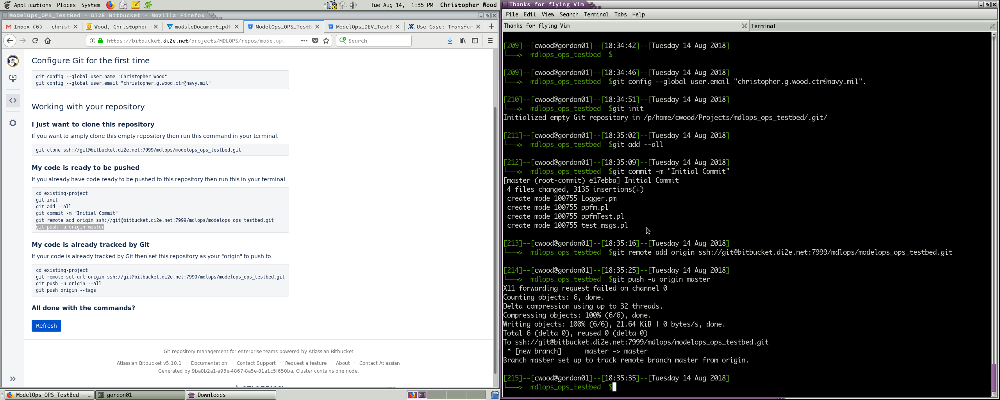 Applications Places System
Tue Aug 14, 1:35 PM Christopher Wood
ModelOps_OPS_TestBed - DI2E Bitbucket - Mozilla Firefox
Inbox (6) - christ
Wood, Christopher
moduleDocument_pdf
ModelOps_OPS_TestB
ModelOps_DEV_TestB
Use Case: Transfer
https://bitbucket.di2e.net/projects/MDLOPS/repos/modelops_
Search
Configure Git for the first time
git config --global user.name "Christopher Wood"
git config --global user.email "christopher.g.wood.ctr@navy.mil"
Working with your repository
I just want to clone this repository
If you want to simply clone this empty repository then run this command in your terminal.
git clone ssh://git@bitbucket.di2e.net:7999/mdlops/modelops_ops_testbed.git
My code is ready to be pushed
If you already have code ready to be pushed to this repository then run this in your terminal.
cd existing-project
git init
git add --all
git commit -m "Initial Commit"
git remote add origin ssh://git@bitbucket.di2e.net:7999/mdlops/modelops_ops_testbed.git
git push -u origin master
My code is already tracked by Git
If your code is already tracked by Git then set this repository as your "origin" to push to.
cd existing-project
git remote set-url origin ssh://git@bitbucket.di2e.net:7999/mdlops/modelops_ops_testbed.git
git push -u origin --all
git push origin --tags
All done with the commands?
Refresh
Git repository management for enterprise teams powered by Atlassian Bitbucket
Atlassian Bitbucket v5.10.1 · Documentation · Contact Support · Request a feature · About · Contact Atlassian
Generated by 9ba8b2a1-a93e-4867-8a5e-81a1c5f650ba. Cluster contains one node.
ATLASSIAN
ModelOps_OPS_TestBed - ...
gordon01
Downloads
Thanks for flying Vim
File Edit View Search Terminal Tabs Help
Thanks for flying Vim
Terminal
[209]--[cwood@gordon01]--[18:34:42]--[Tuesday 14 Aug 2018]
└───> mdlops_ops_testbed $
[209]--[cwood@gordon01]--[18:34:46]--[Tuesday 14 Aug 2018]
└───> mdlops_ops_testbed $git config --global user.email "christopher.g.wood.ctr@navy.mil".
[210]--[cwood@gordon01]--[18:34:51]--[Tuesday 14 Aug 2018]
└───> mdlops_ops_testbed $git init
Initialized empty Git repository in /p/home/cwood/Projects/mdlops_ops_testbed/.git/
[211]--[cwood@gordon01]--[18:35:02]--[Tuesday 14 Aug 2018]
└───> mdlops_ops_testbed $git add --all
[212]--[cwood@gordon01]--[18:35:09]--[Tuesday 14 Aug 2018]
└───> mdlops_ops_testbed $git commit -m "Initial Commit"
[master (root-commit) e17ebba] Initial Commit
4 files changed, 3135 insertions(+)
create mode 100755 Logger.pm
create mode 100755 ppfm.pl
create mode 100755 ppfmTest.pl
create mode 100755 test_msgs.pl
[213]--[cwood@gordon01]--[18:35:16]--[Tuesday 14 Aug 2018]
└───> mdlops_ops_testbed $git remote add origin ssh://git@bitbucket.di2e.net:7999/mdlops/modelops_ops_testbed.git
[214]--[cwood@gordon01]--[18:35:25]--[Tuesday 14 Aug 2018]
└───> mdlops_ops_testbed $git push -u origin master
X11 forwarding request failed on channel 0
Counting objects: 6, done.
Delta compression using up to 32 threads.
Compressing objects: 100% (6/6), done.
Writing objects: 100% (6/6), 21.64 KiB | 0 bytes/s, done.
Total 6 (delta 0), reused 0 (delta 0)
To ssh://git@bitbucket.di2e.net:7999/mdlops/modelops_ops_testbed.git
* [new branch] master -> master
Branch master set up to track remote branch master from origin.
[215]--[cwood@gordon01]--[18:35:35]--[Tuesday 14 Aug 2018]
└───> mdlops_ops_testbed $